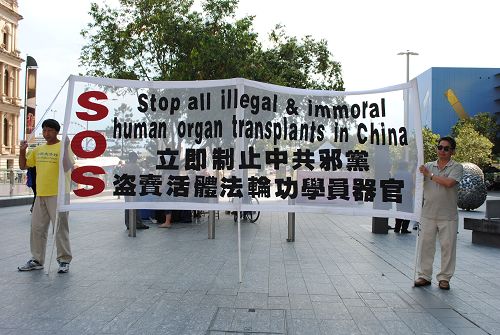 SOS
Stop all illegal & immoral
human organ transplants in China
立即制止中共邪黨
盜賣活體法輪功學員器官